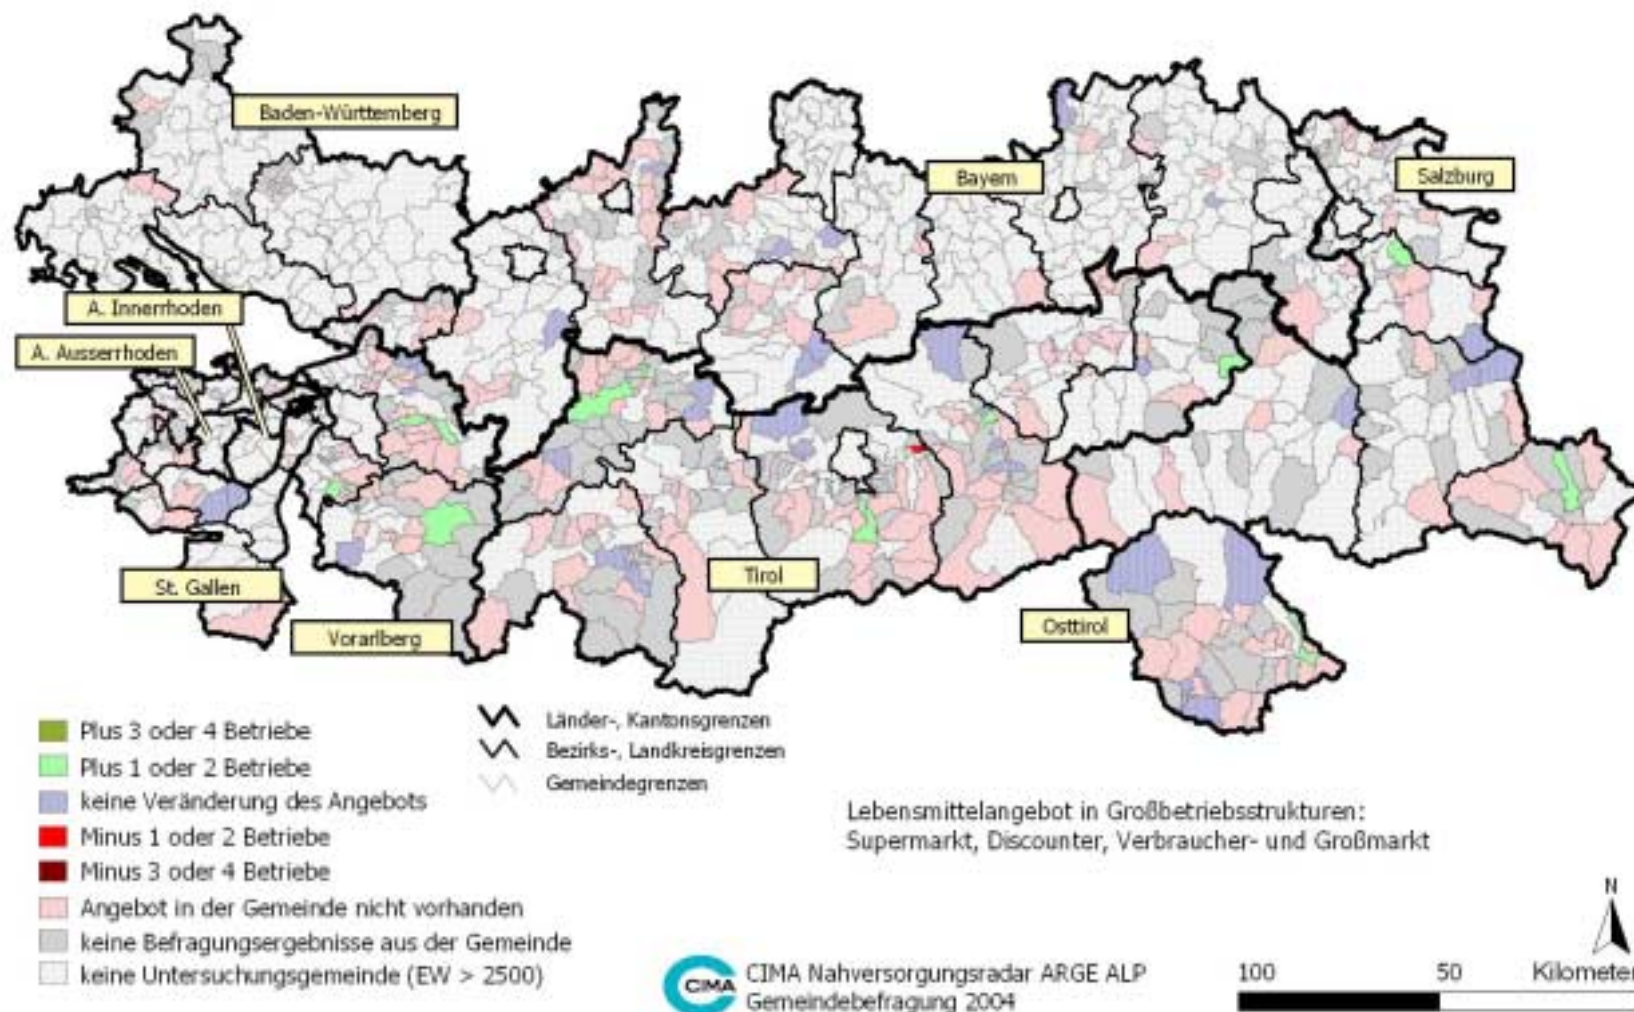 Baden-Württemberg
Bayern
Salzburg
A. Innerrhoden
A. Ausserrhoden
St. Gallen
Vorarlberg
Tirol
Osttirol
Plus 3 oder 4 Betriebe
Plus 1 oder 2 Betriebe
keine Veränderung des Angebots
Minus 1 oder 2 Betriebe
Minus 3 oder 4 Betriebe
Angebot in der Gemeinde nicht vorhanden
keine Befragungsergebnisse aus der Gemeinde
keine Untersuchungsgemeinde (EW > 2500)
Länder-, Kantonsgrenzen
Bezirks-, Landkreisgrenzen
Gemeindegrenzen
Lebensmittelangebot in Großbetriebsstrukturen:
Supermarkt, Discounter, Verbraucher- und Großmarkt
CIMA
CIMA Nahversorgungsradar ARGE ALP
Gemeindebefragung 2004
N
100 50 Kilometer